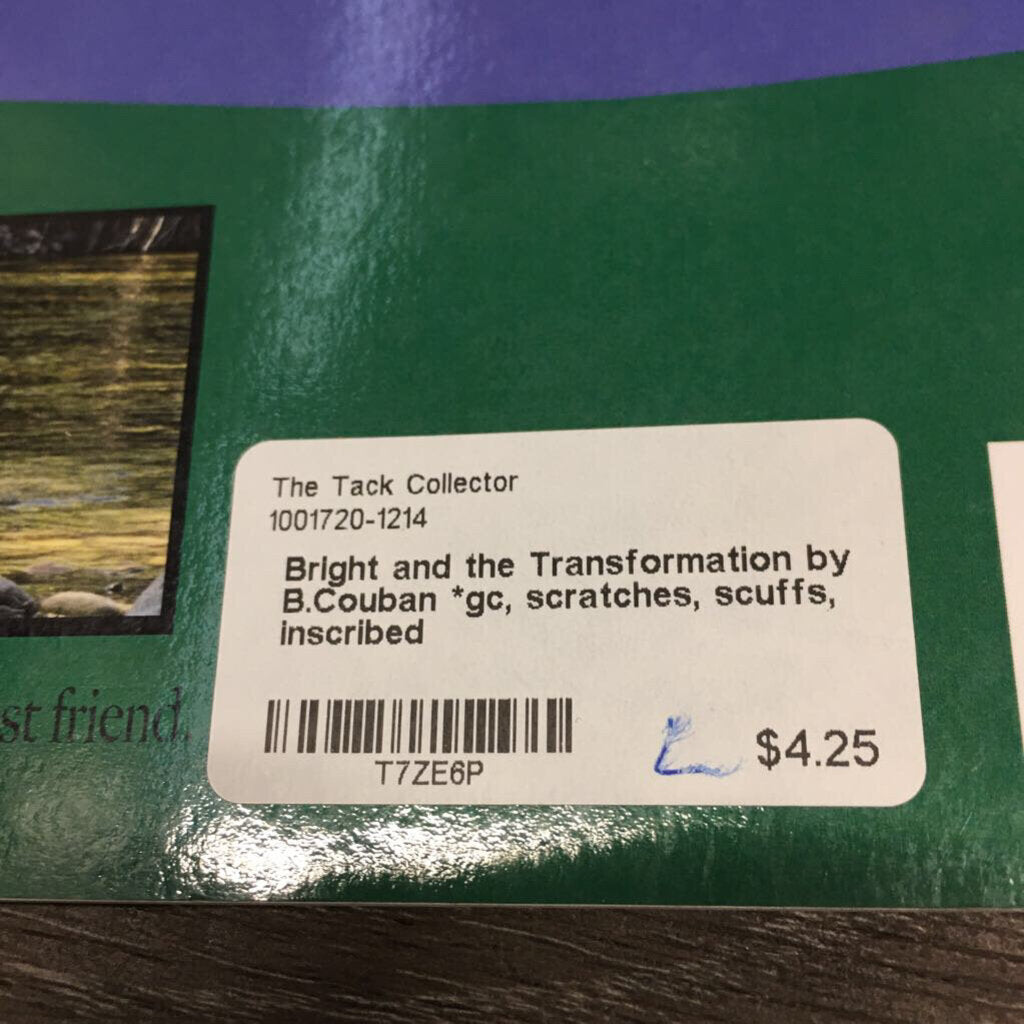 The Tack Collector
1001720-1214
Bright and the Transformation by
B.Couban *gc, scratches, scuffs,
inscribed
T7ZE6P
L $4.25
st friend.